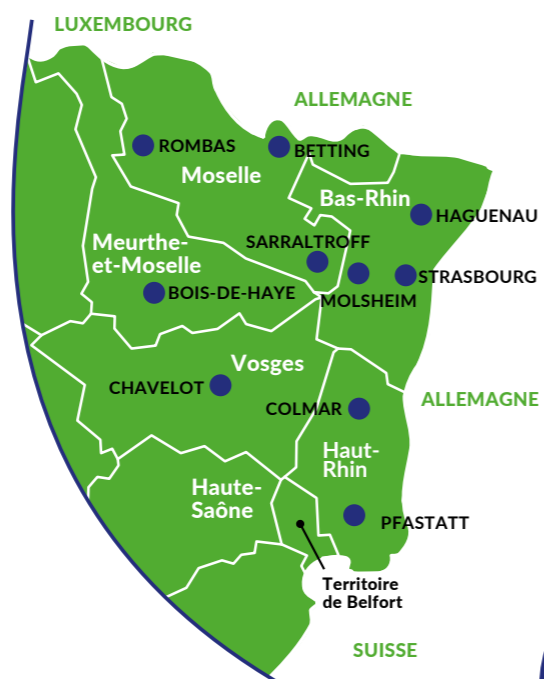 LUXEMBOURG
ALLEMAGNE
ROMBAS
BETTING
Moselle
Bas-Rhin
HAGUENAU
Meurthe-
et-Moselle
SARRALTROFF
STRASBOURG
BOIS-DE-HAYE
MOLSHEIM
Vosges
CHAVELOT
COLMAR
ALLEMAGNE
Haut-
Rhin
Haute-
Saône
PFASTATT
Territoire
de Belfort
SUISSE